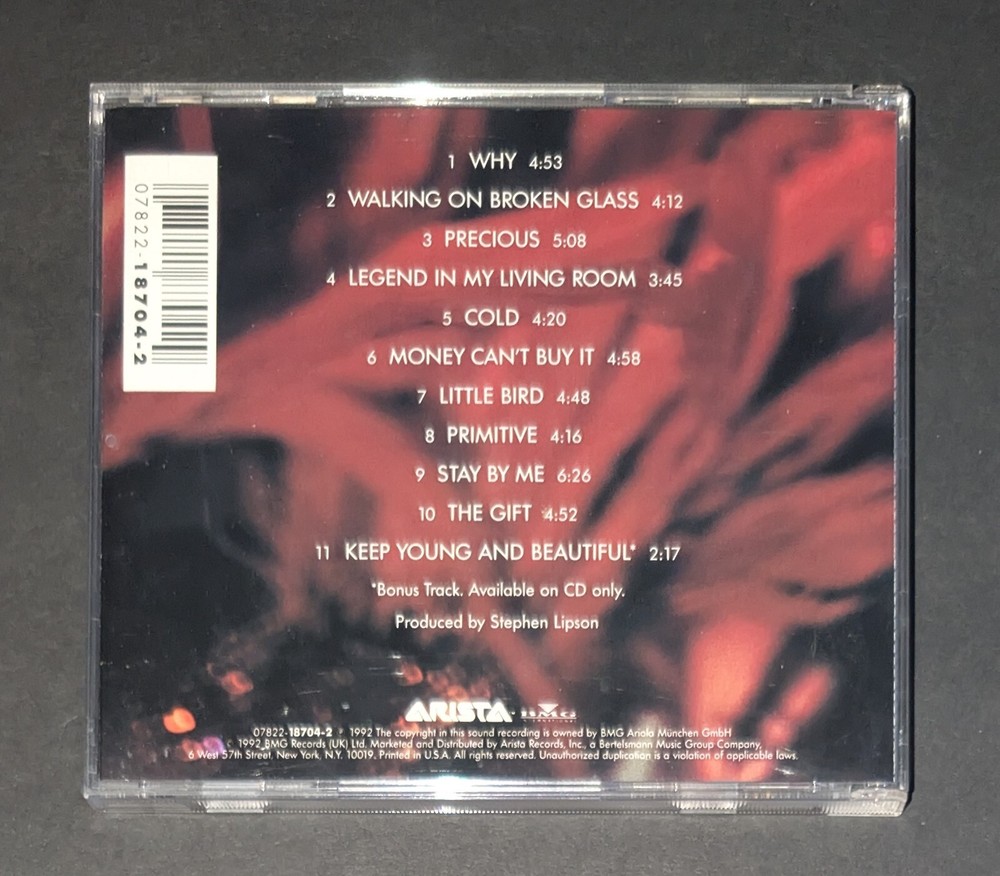 07822-18704-2
1 WHY 4:53
2 WALKING ON BROKEN GLASS 4:12
3 PRECIOUS 5:08
4 LEGEND IN MY LIVING ROOM 3:45
5 COLD 4:20
6 MONEY CAN'T BUY IT 4:58
7 LITTLE BIRD 4:48
8 PRIMITIVE 4:16
9 STAY BY ME 6:26
10 THE GIFT 4:52
11 KEEP YOUNG AND BEAUTIFUL* 2:17
*Bonus Track. Available on CD only.
Produced by Stephen Lipson
ARISTA BMG INTERNATIONAL
07822-18704-2 ℗ 1992 The copyright in this sound recording is owned by BMG Ariola München GmbH
© 1992 BMG Records (UK) Ltd. Marketed and Distributed by Arista Records, Inc., a Bertelsmann Music Group Company,
6 West 57th Street, New York, N.Y. 10019. Printed in U.S.A. All rights reserved. Unauthorized duplication is a violation of applicable laws.